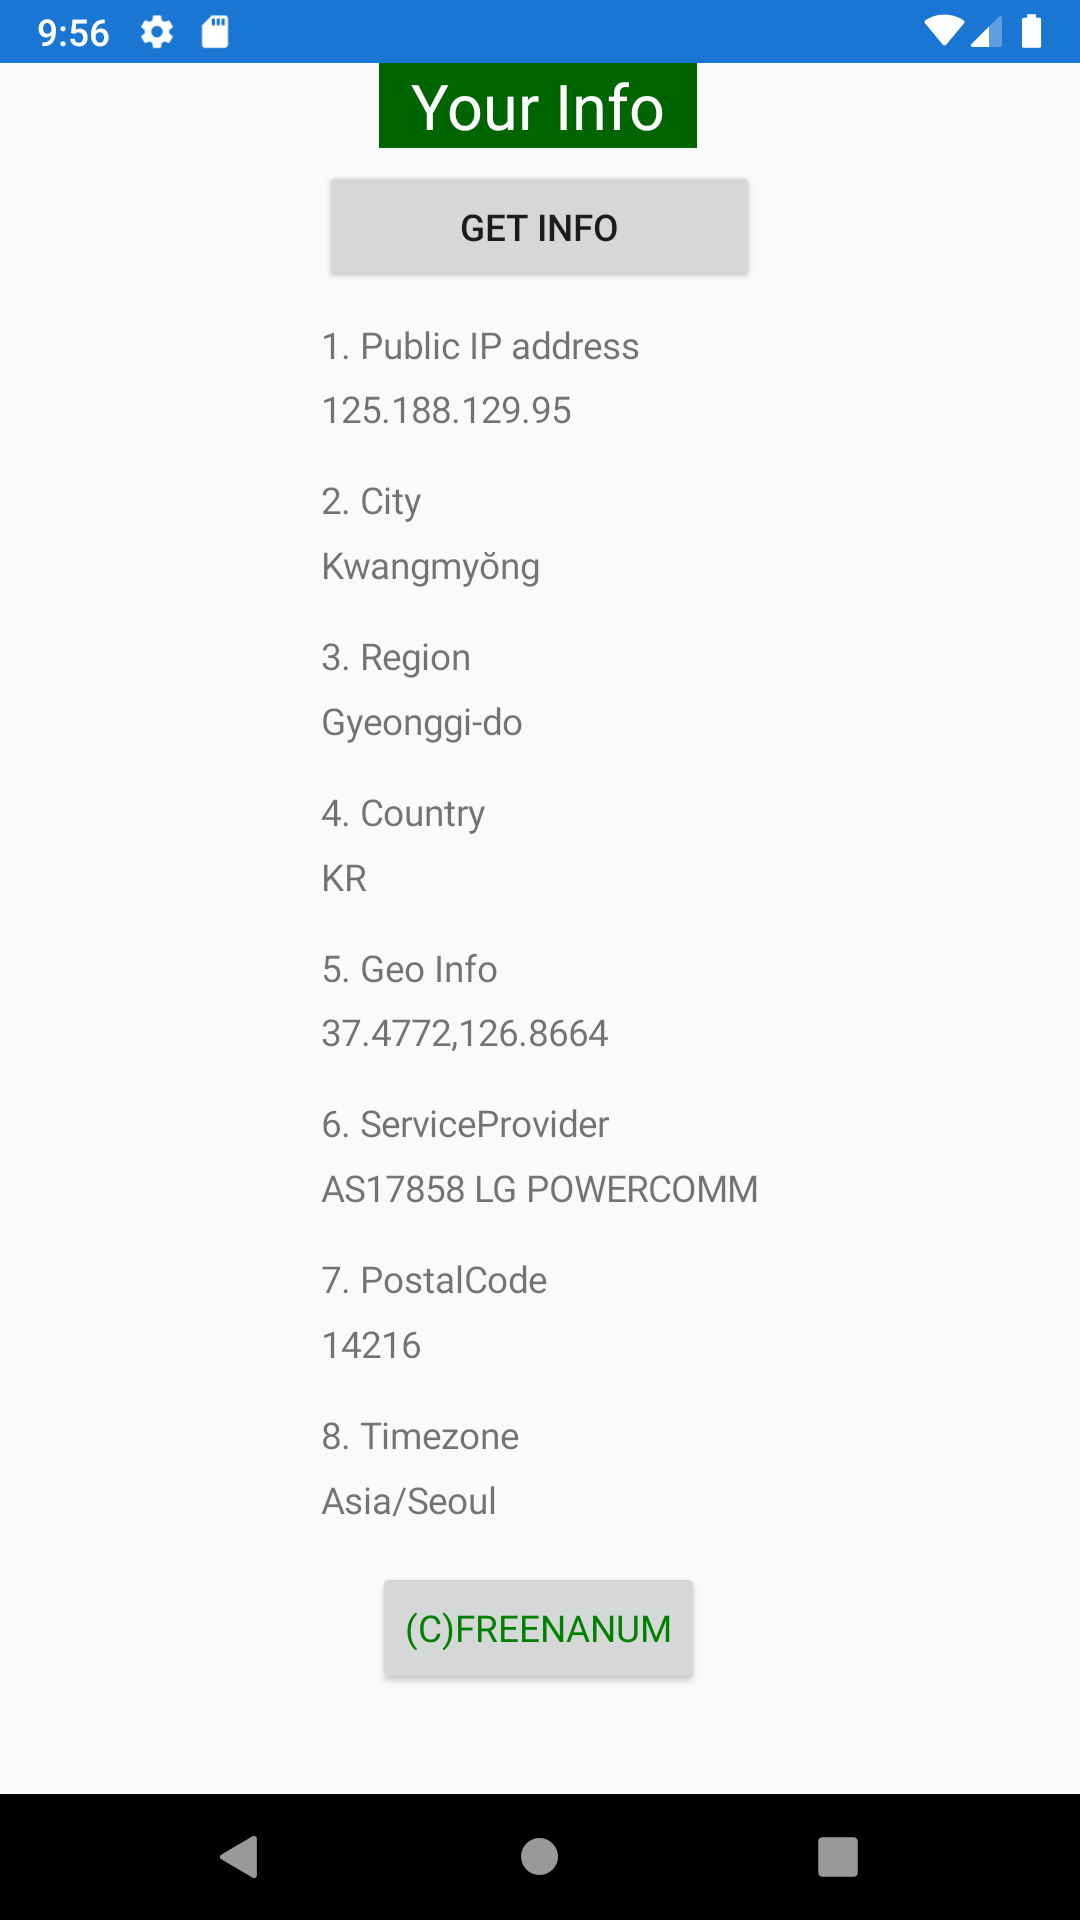 9:56
Your Info
GET INFO
1. Public IP address
125.188.129.95
2. City
Kwangmyŏng
3. Region
Gyeonggi-do
4. Country
KR
5. Geo Info
37.4772,126.8664
6. ServiceProvider
AS17858 LG POWERCOMM
7. PostalCode
14216
8. Timezone
Asia/Seoul
(C)FREENANUM